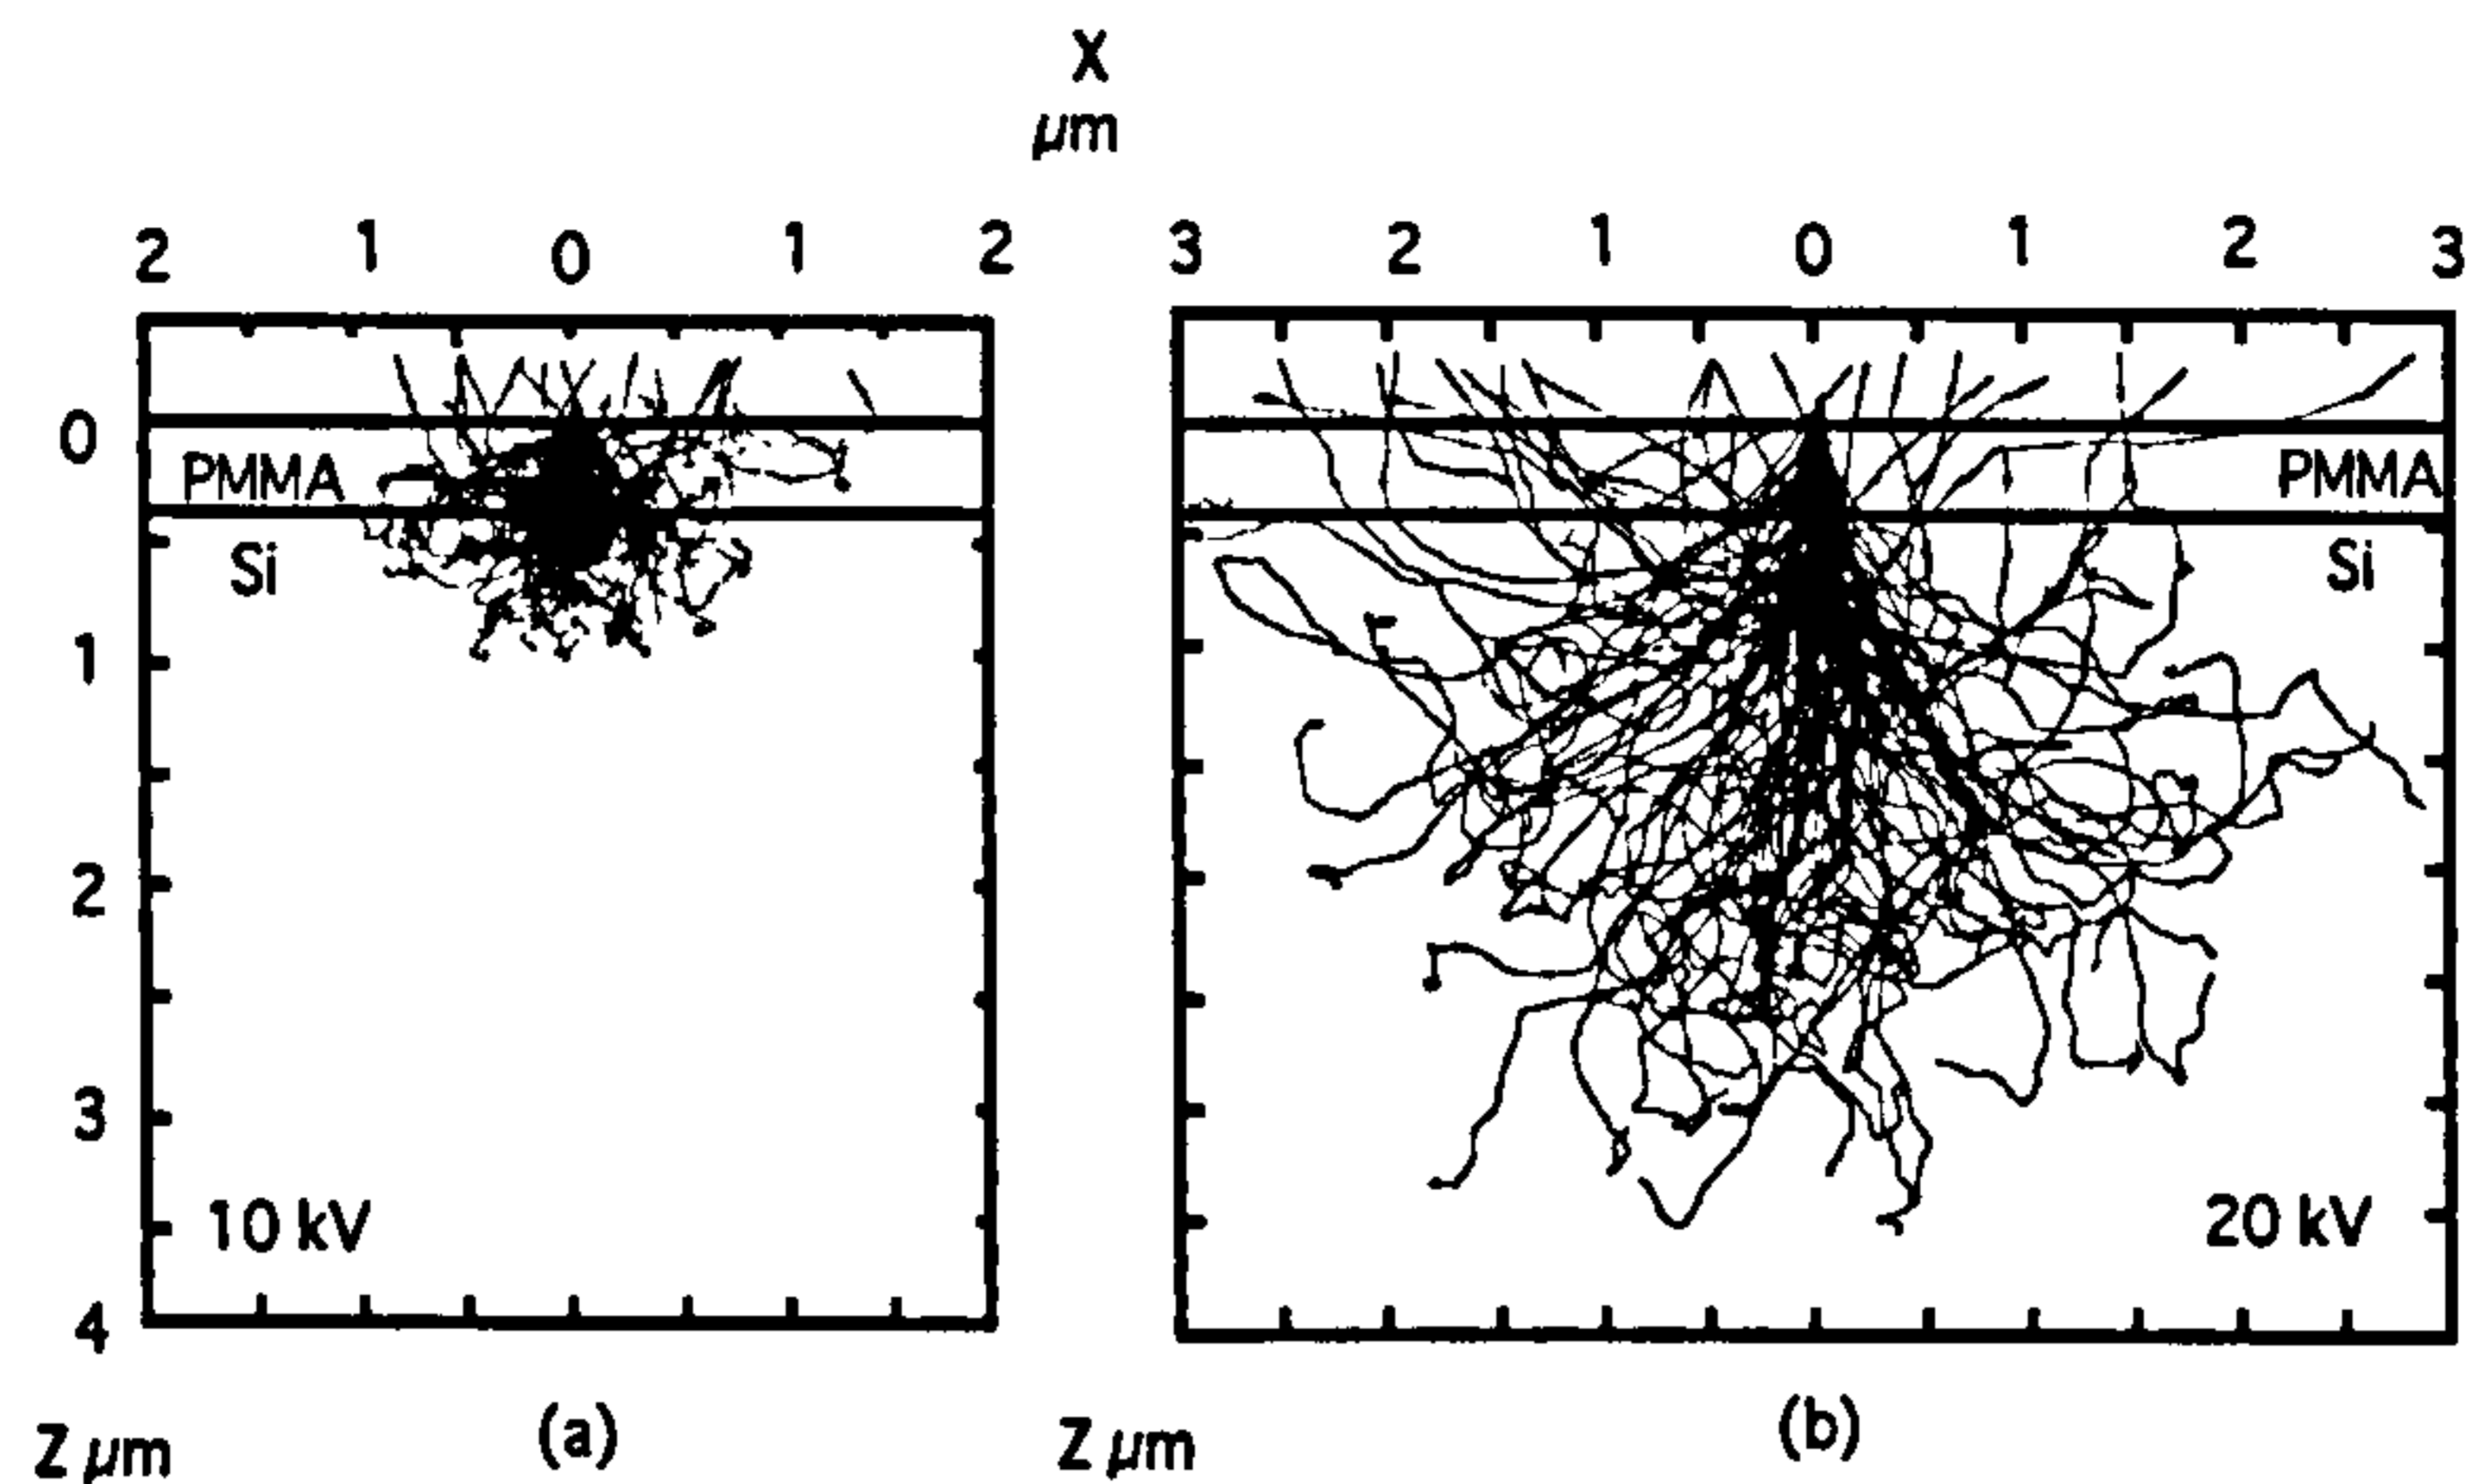 X
μm
2 1 0 1 2
3 2 1 0 1 2 3
0
PMMA
PMMA
Si
Si
1
2
3
10 kV
20 kV
4
Z μm
(a)
Z μm
(b)